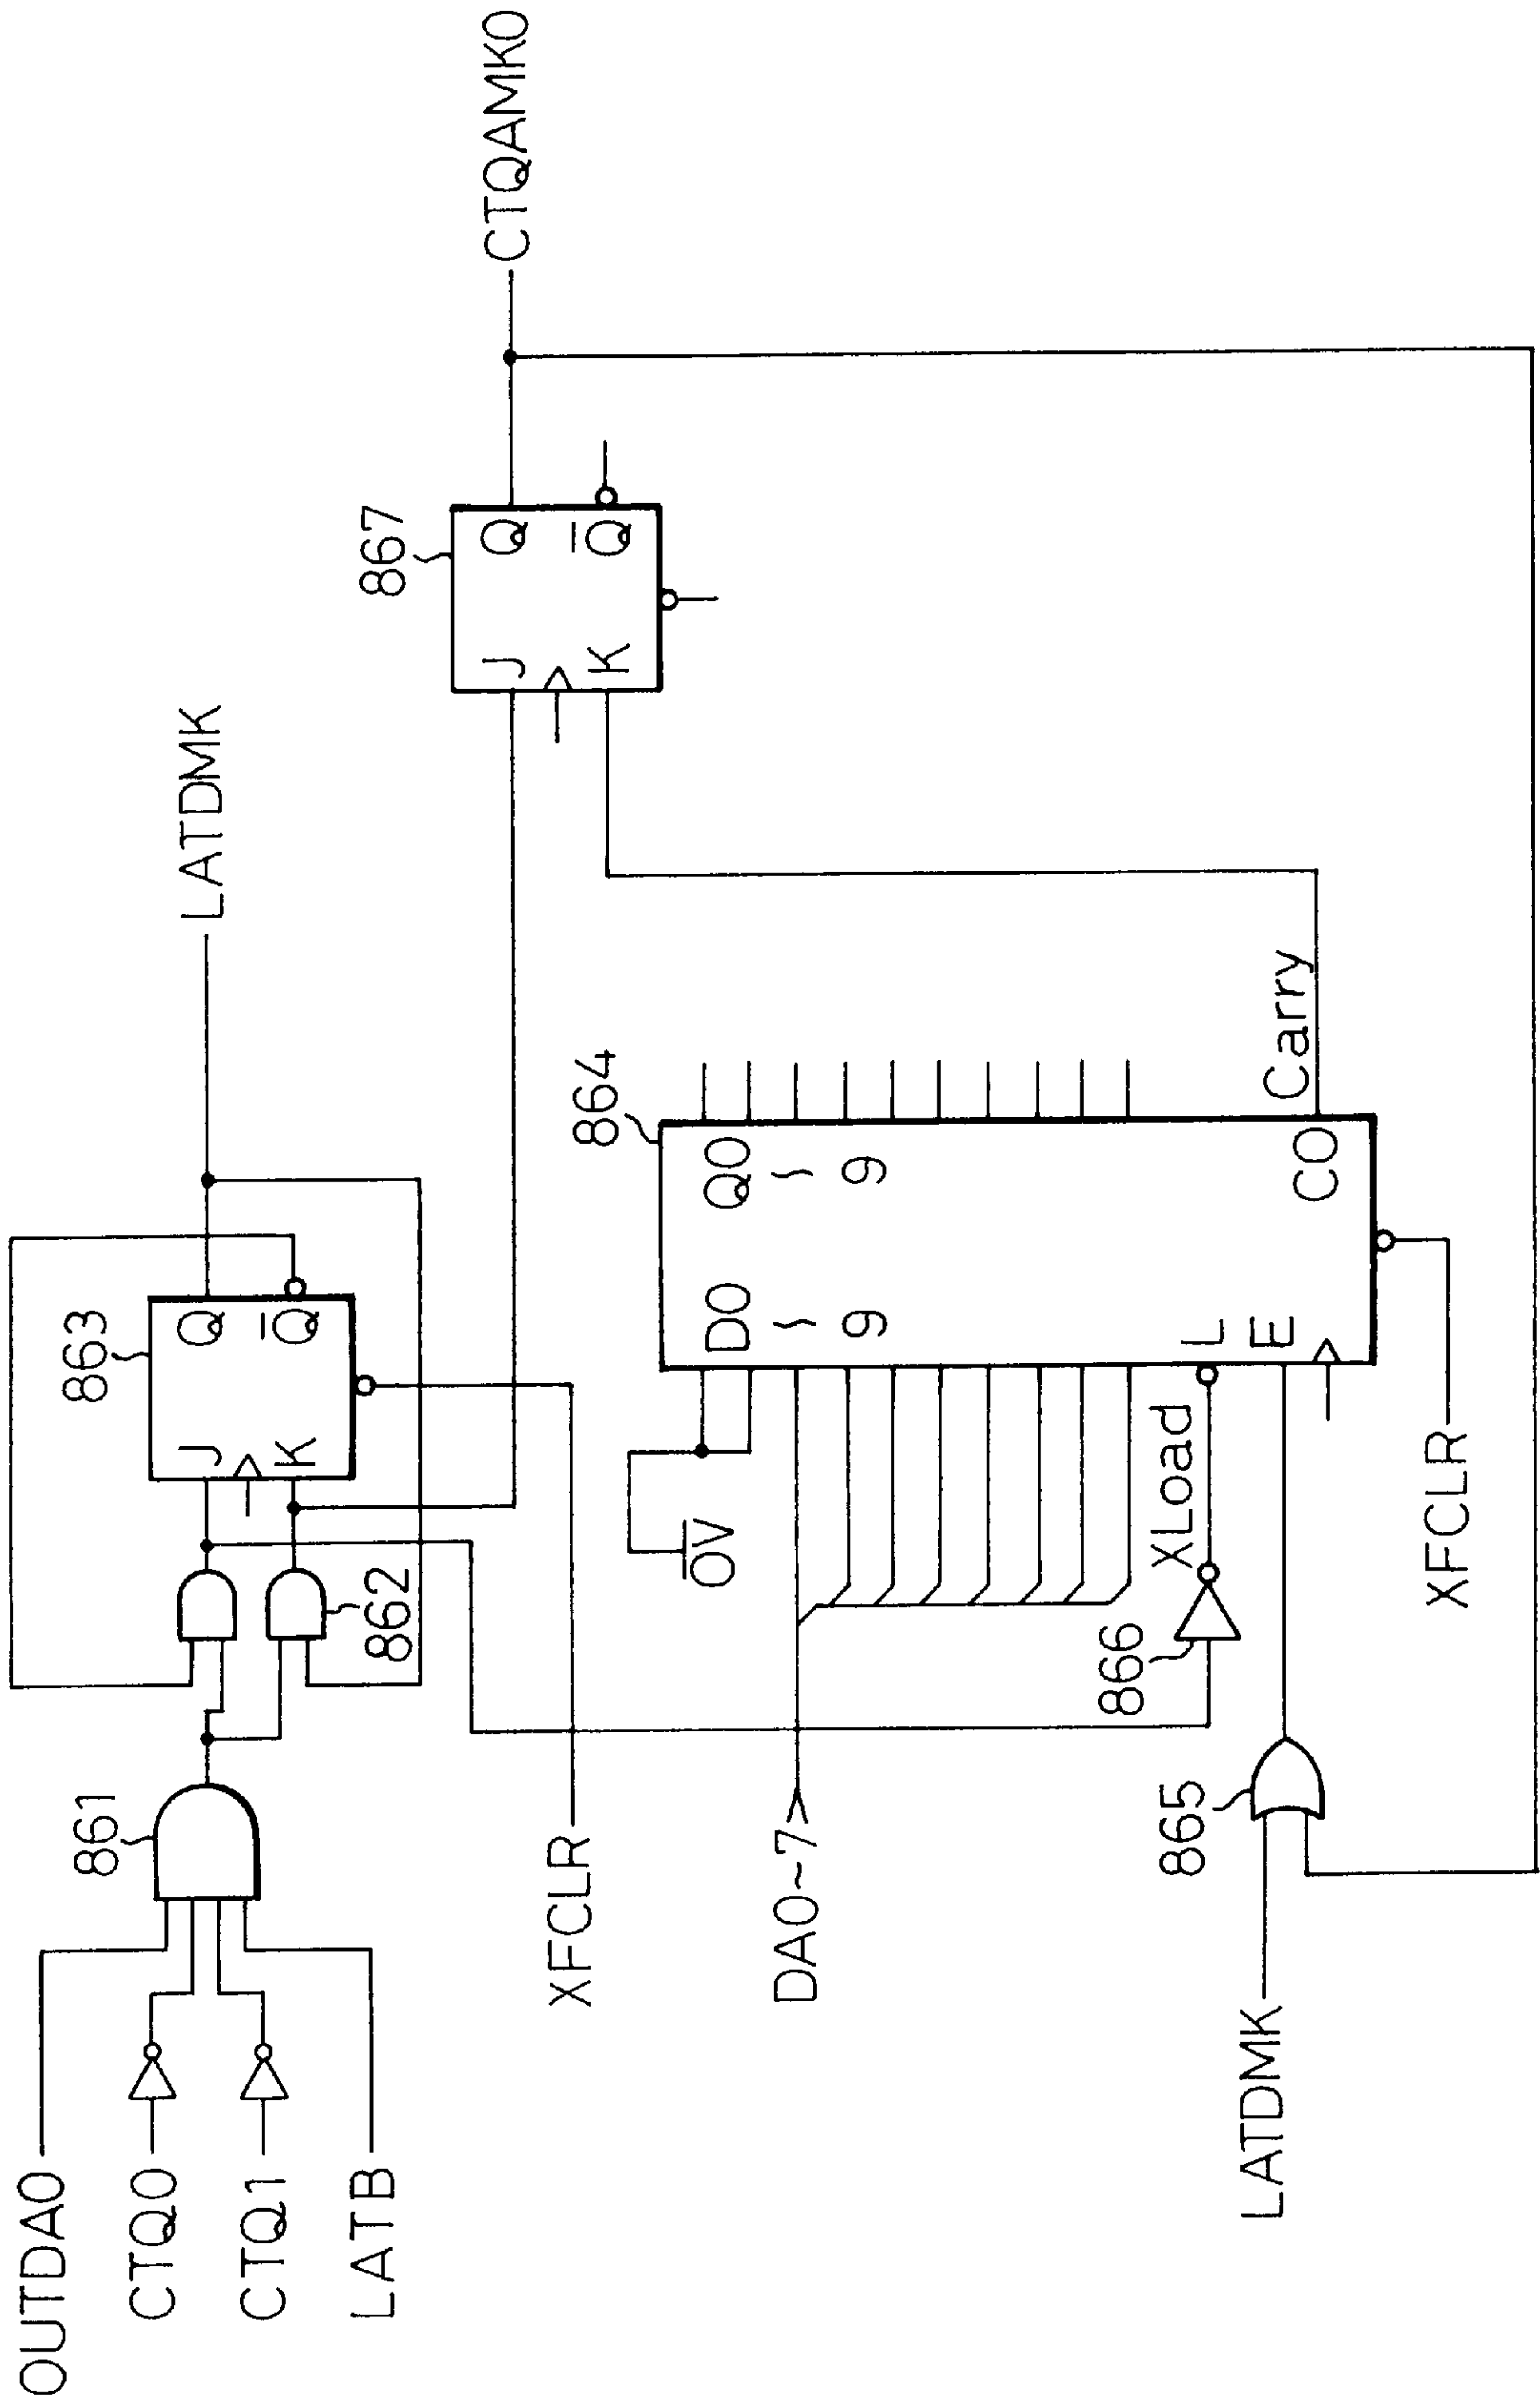 OUTDA0
CTQ0
CTQ1
LATB
861
862
863
J
K
Q
Q
LATDMK
XFCLR
867
J
K
Q
Q
CTQAMK0
DA0~7
0V
864
D0
~
9
Q0
~
9
L
E
CO
Carry
XLoad
866
865
LATDMK
XFCLR